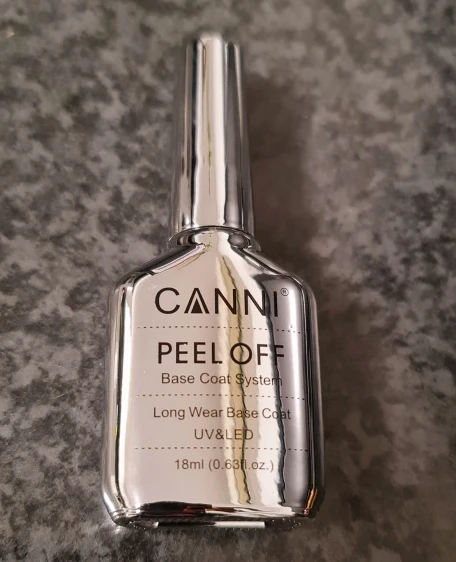 CANNI®
PEEL OFF
Base Coat System
Long Wear Base Coat
UV&LED
18ml (0.63fl.oz.)